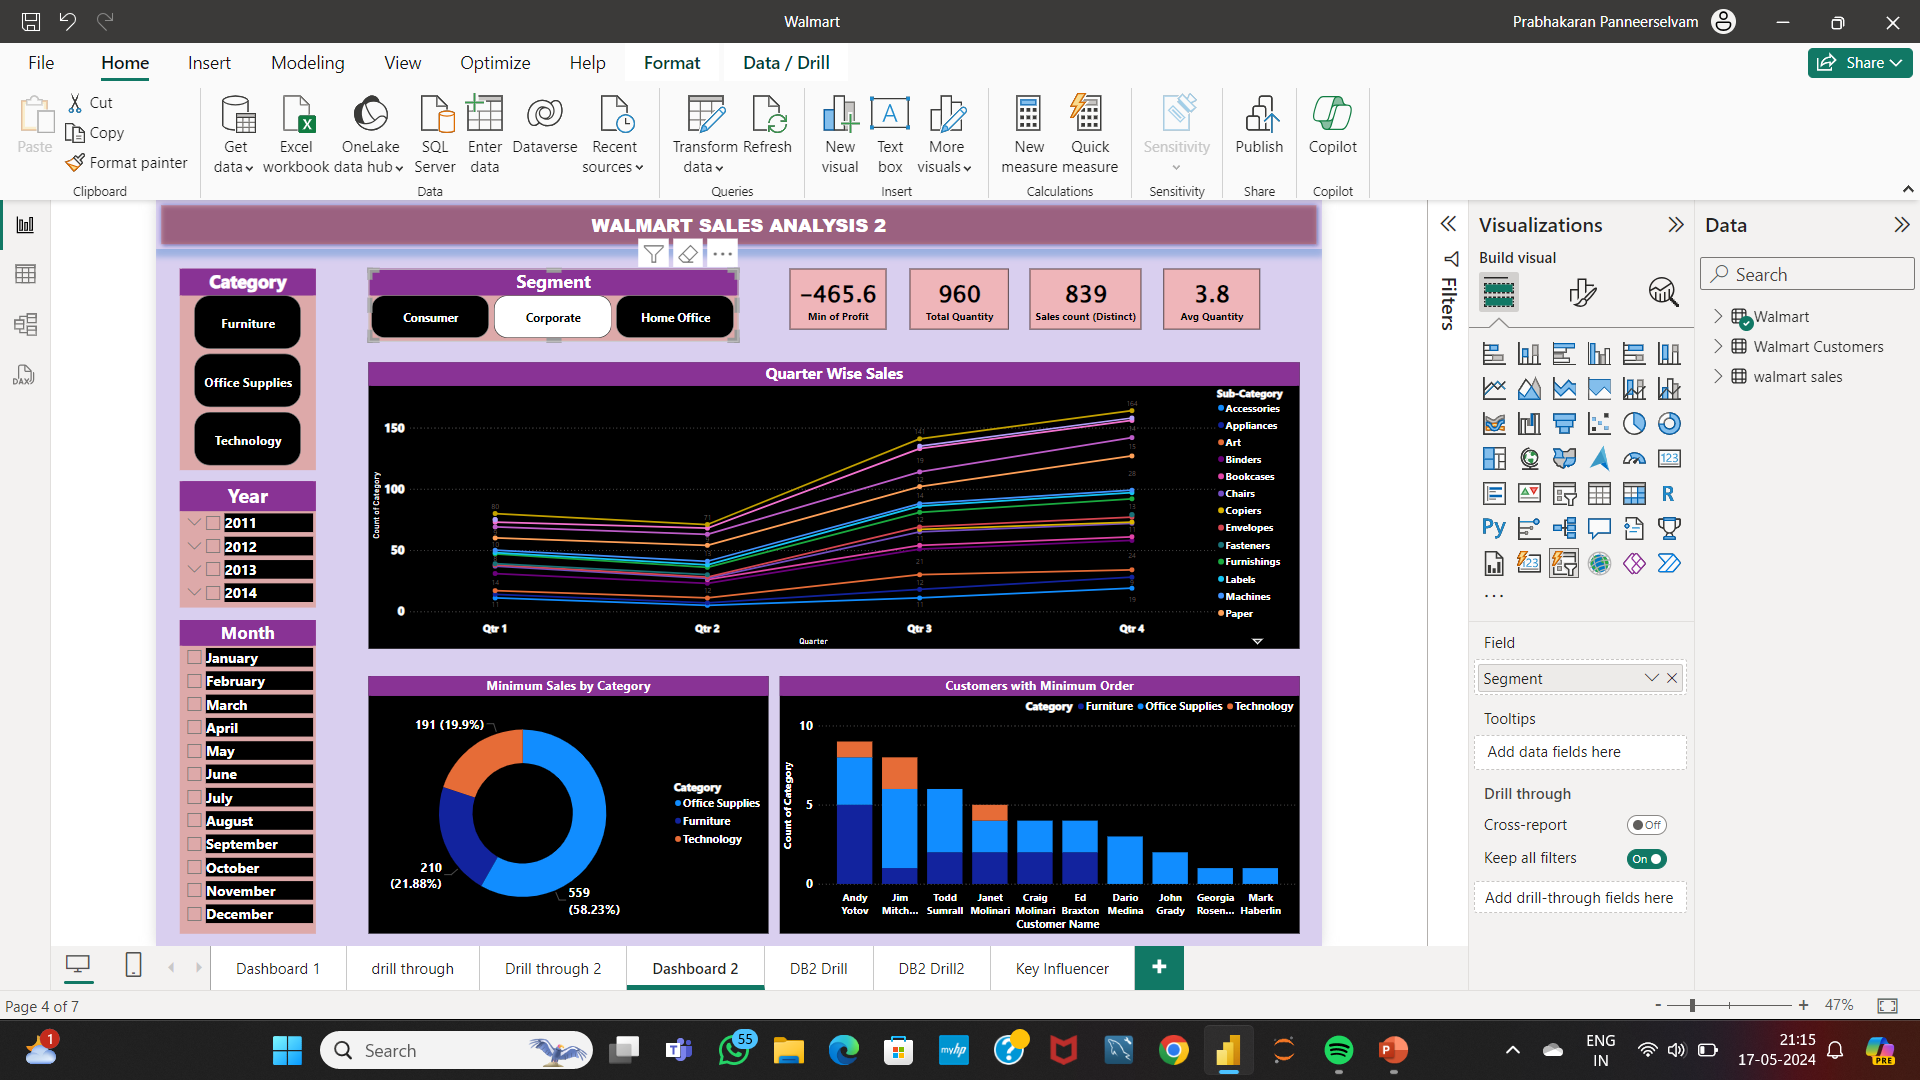 Walmart
Prabhakaran Panneerselvam
File Home Insert Modeling View Optimize Help Format Data / Drill
Share
Paste
Cut
Copy
Format painter
Get data
Excel workbook
OneLake data hub
SQL Server
Enter data
Dataverse
Recent sources
Transform data
Refresh
New visual
Text box
More visuals
New measure
Quick measure
Sensitivity
Publish
Copilot
Clipboard
Data
Queries
Insert
Calculations
Sensitivity
Share
Copilot
WALMART SALES ANALYSIS 2
Category
Furniture
Office Supplies
Technology
Segment
Consumer
Corporate
Home Office
-465.6
Min of Profit
960
Total Quantity
839
Sales count (Distinct)
3.8
Avg Quantity
Year
2011
2012
2013
2014
Month
January
February
March
April
May
June
July
August
September
October
November
December
Quarter Wise Sales
Count of Category
150
100
50
0
Qtr 1
Qtr 2
Qtr 3
Qtr 4
Quarter
Sub-Category
Accessories
Appliances
Art
Binders
Bookcases
Chairs
Copiers
Envelopes
Fasteners
Furnishings
Labels
Machines
Paper
Minimum Sales by Category
191 (19.9%)
210
(21.88%)
559
(58.23%)
Category
Office Supplies
Furniture
Technology
Customers with Minimum Order
Category Furniture Office Supplies Technology
Count of Category
10
5
0
Andy Yotov
Jim Mitch...
Todd Sumrall
Janet Molinari
Craig Molinari
Ed Braxton
Dario Medina
John Grady
Georgia Rosen...
Mark Haberlin
Customer Name
Filters
Visualizations
Build visual
123
R
Py
Field
Segment
Tooltips
Add data fields here
Drill through
Cross-report
Off
Keep all filters
On
Add drill-through fields here
Data
Search
Walmart
Walmart Customers
walmart sales
DAX
Dashboard 1
drill through
Drill through 2
Dashboard 2
DB2 Drill
DB2 Drill2
Key Influencer
Page 4 of 7
47%
1
Search
55
myhp
ENG
IN
21:15
17-05-2024
PRE